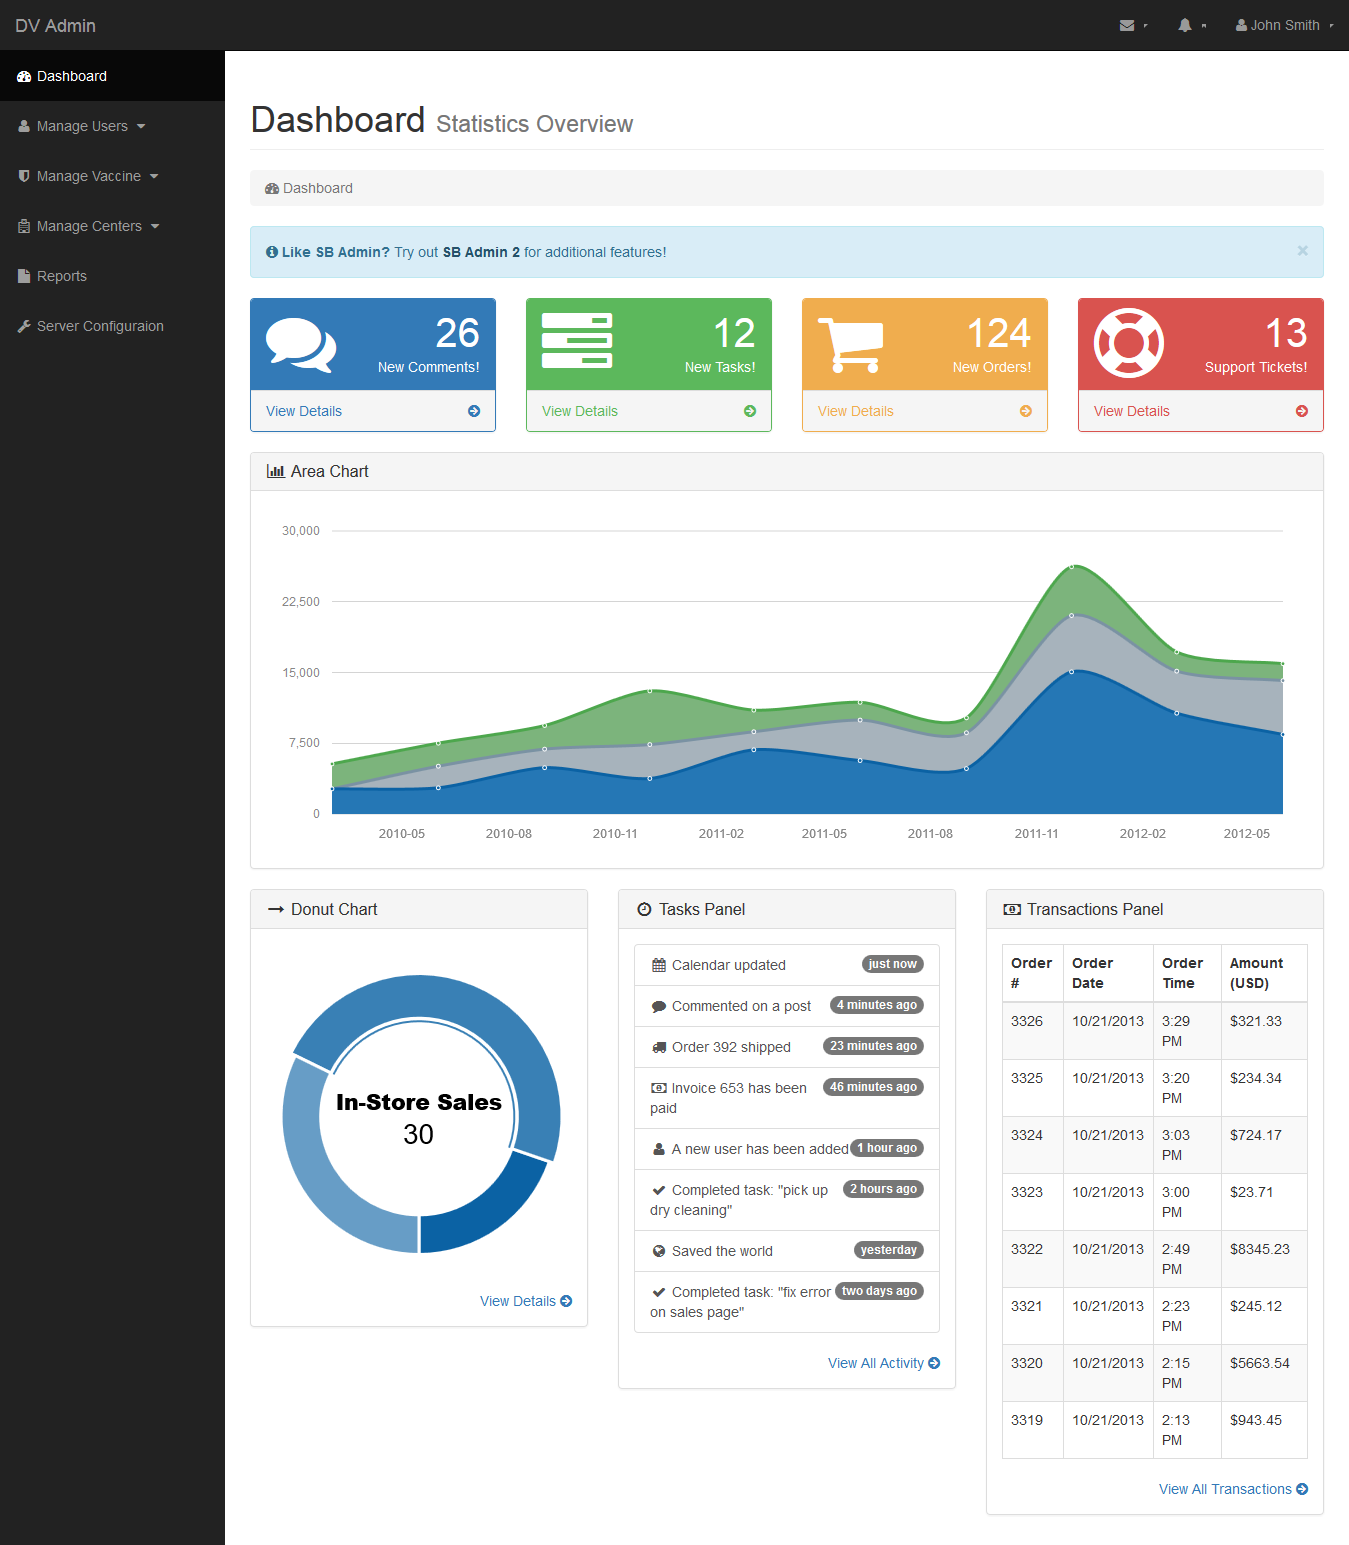 DV Admin
John Smith
Dashboard
Manage Users
Manage Vaccine
Manage Centers
Reports
Server Configuraion
Dashboard Statistics Overview
Dashboard
Like SB Admin? Try out SB Admin 2 for additional features!
×
26
New Comments!
View Details
12
New Tasks!
View Details
124
New Orders!
View Details
13
Support Tickets!
View Details
Area Chart
30,000
22,500
15,000
7,500
0
2010-05 2010-08 2010-11 2011-02 2011-05 2011-08 2011-11 2012-02 2012-05
Donut Chart
In-Store Sales
30
View Details
Tasks Panel
Calendar updated just now
Commented on a post 4 minutes ago
Order 392 shipped 23 minutes ago
Invoice 653 has been 46 minutes ago
paid
A new user has been added 1 hour ago
Completed task: "pick up 2 hours ago
dry cleaning"
Saved the world yesterday
Completed task: "fix error two days ago
on sales page"
View All Activity
Transactions Panel
Order Order Order Amount
# Date Time (USD)
3326 10/21/2013 3:29 $321.33
PM
3325 10/21/2013 3:20 $234.34
PM
3324 10/21/2013 3:03 $724.17
PM
3323 10/21/2013 3:00 $23.71
PM
3322 10/21/2013 2:49 $8345.23
PM
3321 10/21/2013 2:23 $245.12
PM
3320 10/21/2013 2:15 $5663.54
PM
3319 10/21/2013 2:13 $943.45
PM
View All Transactions